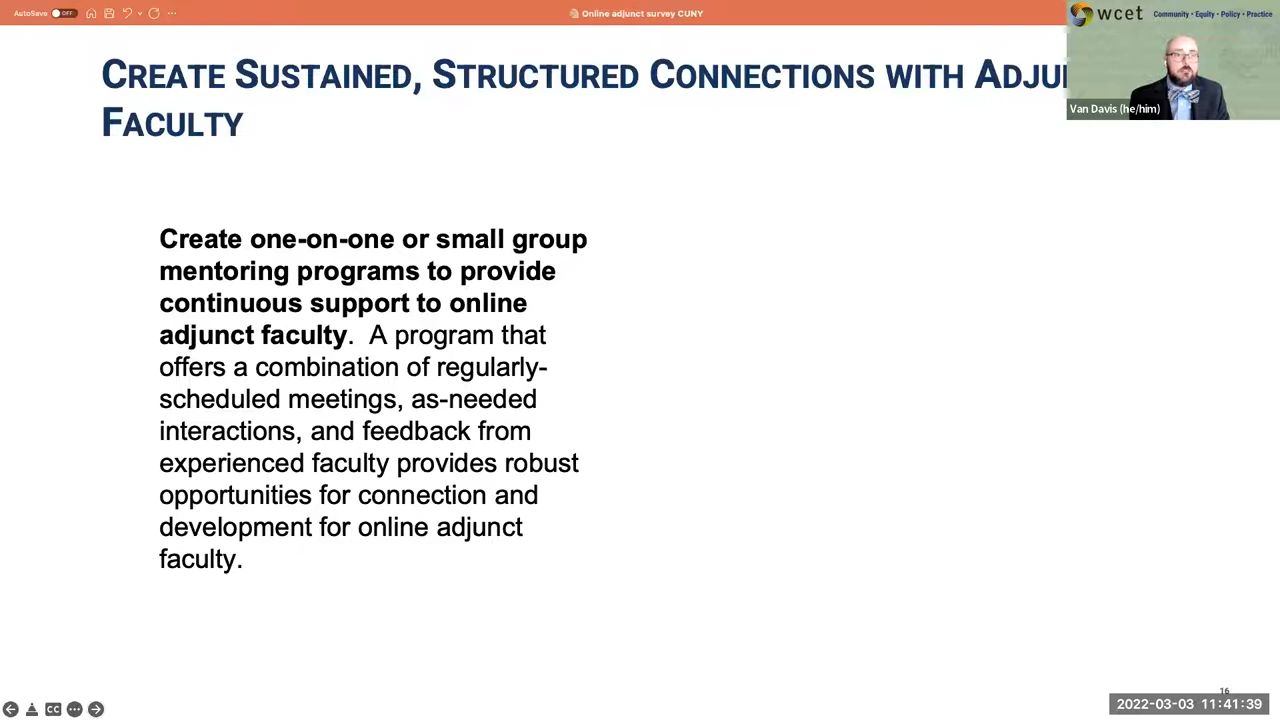 AutoSave OFF
Online adjunct survey CUNY
wcet Community • Equity • Policy • Practice
CREATE SUSTAINED, STRUCTURED CONNECTIONS WITH
FACULTY
Van Davis (he/him)
Create one-on-one or small group
mentoring programs to provide
continuous support to online
adjunct faculty. A program that
offers a combination of regularly-
scheduled meetings, as-needed
interactions, and feedback from
experienced faculty provides robust
opportunities for connection and
development for online adjunct
faculty.
16
2022-03-03 11:41:39
CC